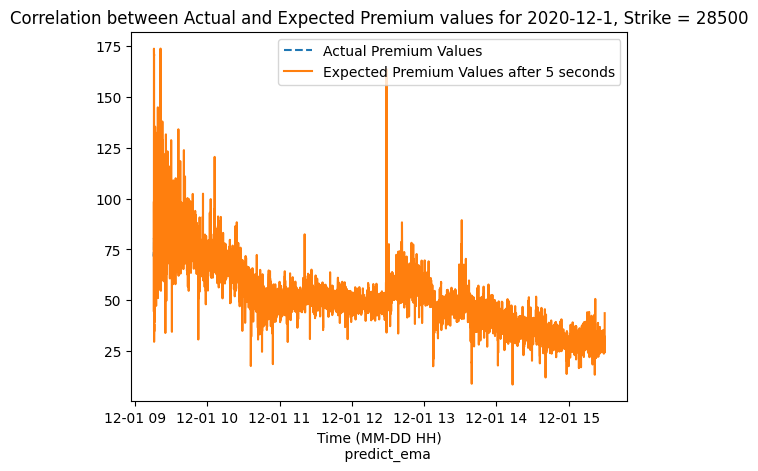 Correlation between Actual and Expected Premium values for 2020-12-1, Strike = 28500
Actual Premium Values
Expected Premium Values after 5 seconds
175
150
125
100
75
50
25
12-01 09 12-01 10 12-01 11 12-01 12 12-01 13 12-01 14 12-01 15
Time (MM-DD HH)
predict_ema